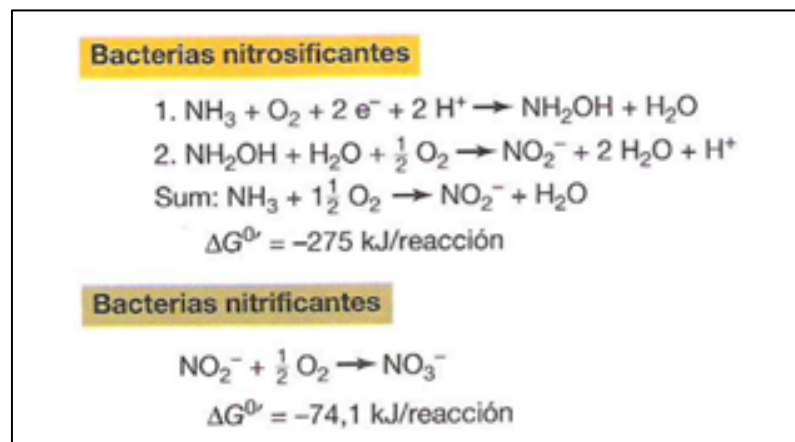 Bacterias nitrosificantes
1. NH₃ + O₂ + 2 e⁻ + 2 H⁺ → NH₂OH + H₂O
2. NH₂OH + H₂O + ½ O₂ → NO₂⁻ + 2 H₂O + H⁺
Sum: NH₃ + 1½ O₂ → NO₂⁻ + H₂O
ΔG⁰′ = –275 kJ/reacción
Bacterias nitrificantes
NO₂⁻ + ½ O₂ → NO₃⁻
ΔG⁰′ = –74,1 kJ/reacción